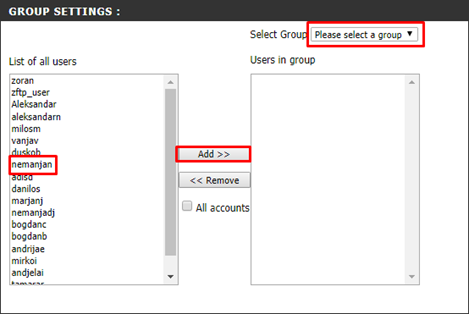 GROUP SETTINGS :
Select Group Please select a group
List of all users
Users in group
zoran
zftp_user
Aleksandar
aleksandarn
milosm
vanjav
duskob
nemanjan
adisd
danilos
marjanj
nemanjadj
bogdanc
bogdanb
andrijae
mirkoi
andjelai
tamarar
Add >>
<< Remove
All accounts